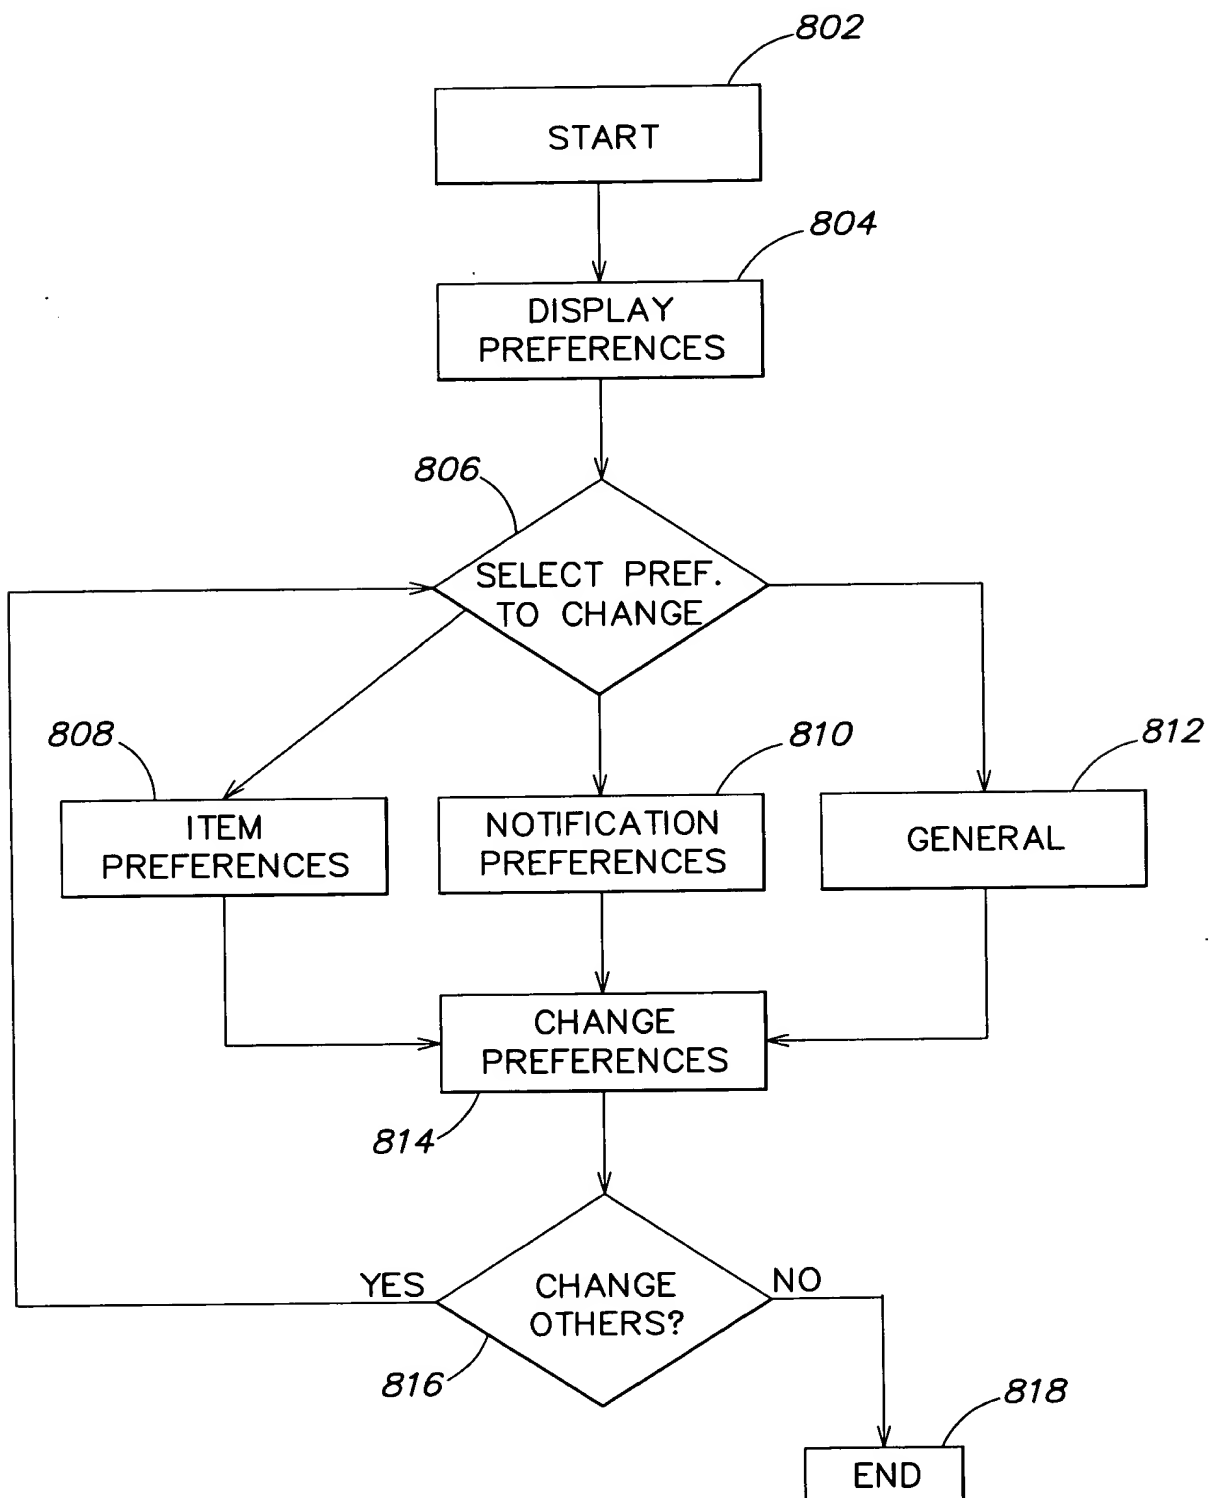 802
START
804
DISPLAY
PREFERENCES
806
SELECT PREF.
TO CHANGE
808
810
812
ITEM
PREFERENCES
NOTIFICATION
PREFERENCES
GENERAL
CHANGE
PREFERENCES
814
YES
CHANGE
OTHERS?
NO
816
818
END